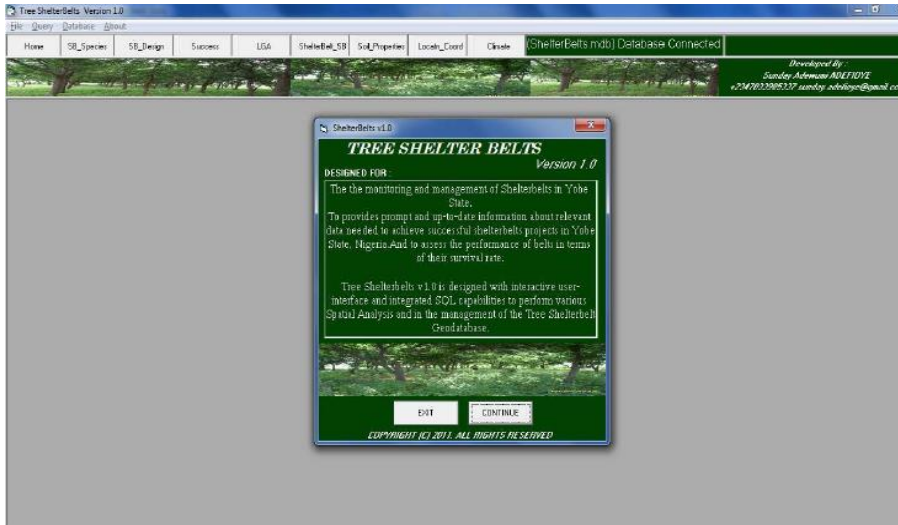 Tree ShelterBelts Version 1.0
File Query Database About
Home SB_Species SB_Design Success LGA ShelterBelt_SB Soil_Properties Locatn_Coord Climate (ShelterBelts.mdb) Database Connected
Developed By :
Sunday Ademuni ADEFIOYE
ShelterBelts v1.0
TREE SHELTER BELTS
Version 1.0
DESIGNED FOR :
The the monitoring and management of Shelterbelts in Yobe
State.
To provides prompt and up-to-date information about relevant
data needed to achieve successful shelterbelts projects in Yobe
State, Nigeria.And to assess the performance of belts in terms
of their survival rate.
Tree Shelterbelts v1.0 is designed with interactive user-
interface and integrated SQL capabilities to perform various
Spatial Analysis and in the management of the Tree Shelterbelt
Geodatabase.
EXIT CONTINUE
COPYRIGHT (C) 2011. ALL RIGHTS RESERVED